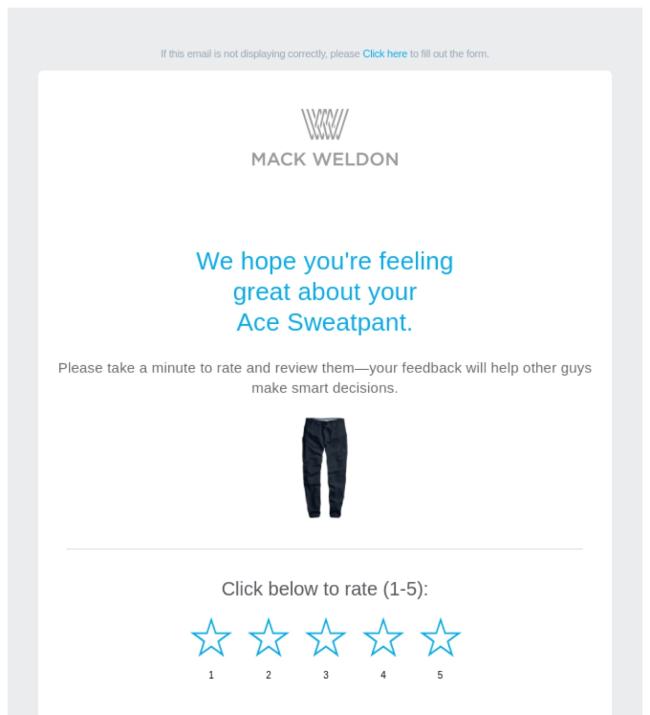 If this email is not displaying correctly, please Click here to fill out the form.
MACK WELDON
We hope you're feeling
great about your
Ace Sweatpant.
Please take a minute to rate and review them—your feedback will help other guys
make smart decisions.
Click below to rate (1-5):
1 2 3 4 5